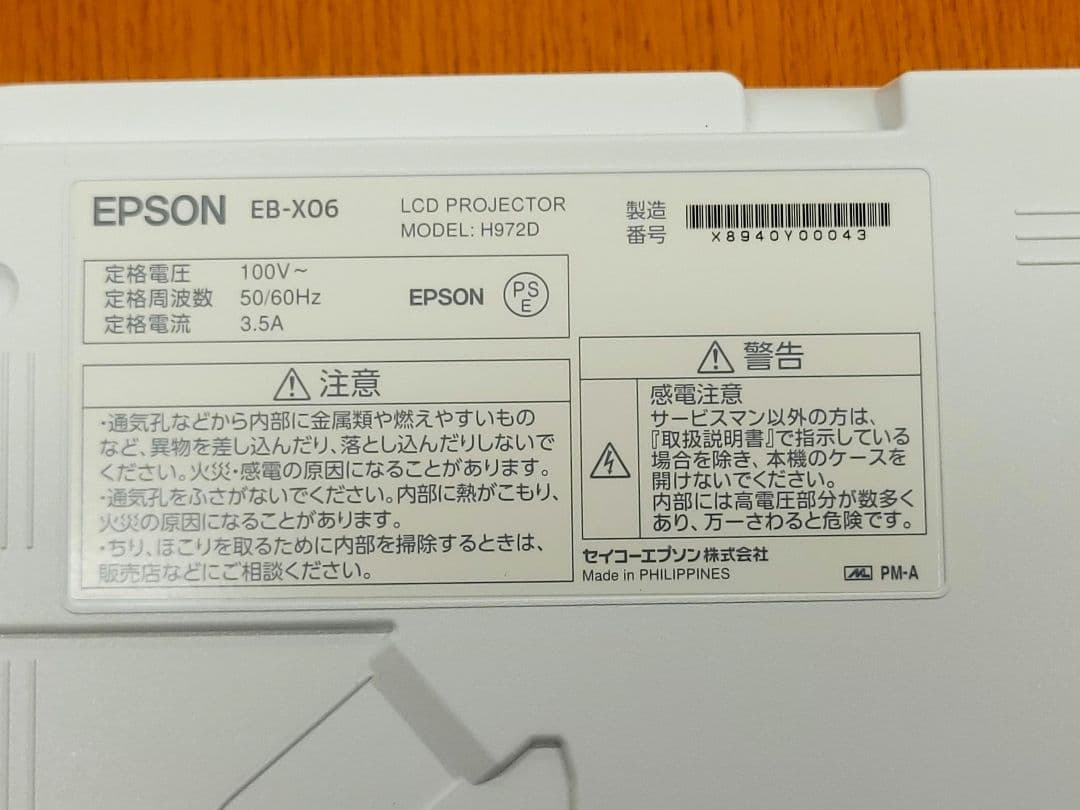 EPSON EB-X06
LCD PROJECTOR
MODEL: H972D
製造
番号
X8940Y00043
定格電圧 100V～
定格周波数 50/60Hz
定格電流 3.5A
EPSON
PS
E
注意
・通気孔などから内部に金属類や燃えやすいもの
など、異物を差し込んだり、落とし込んだりしないで
ください。火災・感電の原因になることがあります。
・通気孔をふさがないでください。内部に熱がこもり、
火災の原因になることがあります。
・ちり、ほこりを取るために内部を掃除するときは、
販売店などにご相談ください。
警告
感電注意
サービスマン以外の方は、
『取扱説明書』で指示している
場合を除き、本機のケースを
開けないでください。
内部には高電圧部分が数多く
あり、万一さわると危険です。
セイコーエプソン株式会社
Made in PHILIPPINES
PM-A